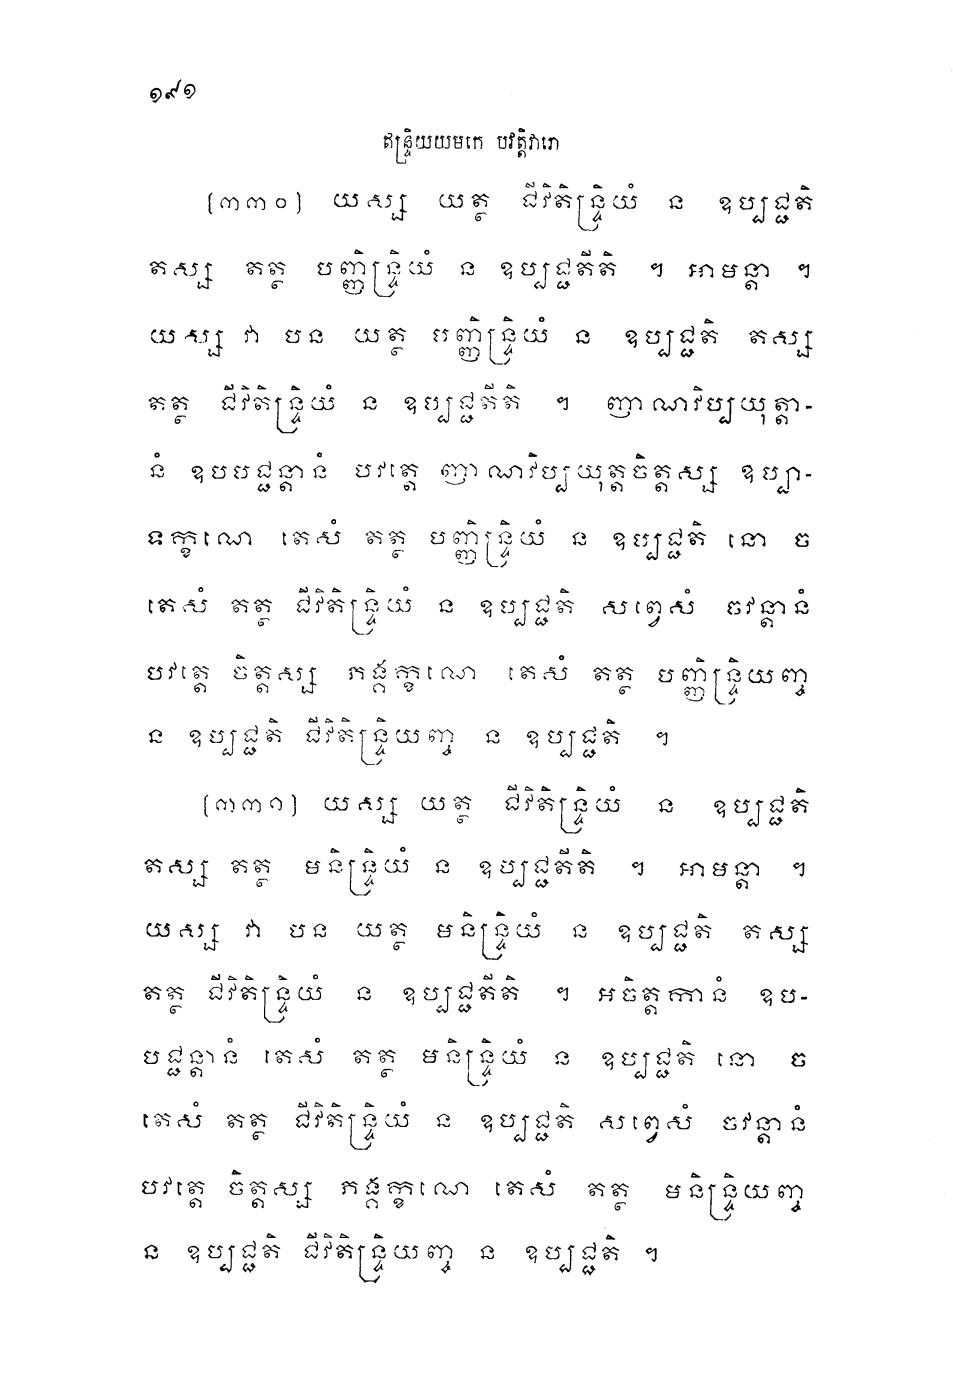 ១៩១
ឥន្ទ្រិយយមកេ បវត្តិវារោ
(៣៣០) យស្ស យត្ថ ជីវិតិន្ទ្រិយំ ន ឧប្បជ្ជតិ
តស្ស តត្ថ បញ្ញិន្ទ្រិយំ ន ឧប្បជ្ជតីតិ ។ អាមន្តា ។
យស្ស វា បន យត្ថ បញ្ញិន្ទ្រិយំ ន ឧប្បជ្ជតិ តស្ស
តត្ថ ជីវិតិន្ទ្រិយំ ន ឧប្បជ្ជតីតិ ។ ញាណវិប្បយុត្តា-
នំ ឧបបជ្ជន្តានំ បវត្តេ ញាណវិប្បយុត្តចិត្តស្ស ឧប្បា-
ទក្ខណេ តេសំ តត្ថ បញ្ញិន្ទ្រិយំ ន ឧប្បជ្ជតិ នោ ច
តេសំ តត្ថ ជីវិតិន្ទ្រិយំ ន ឧប្បជ្ជតិ សព្វេសំ ចវន្តានំ
បវត្តេ ចិត្តស្ស ភង្គក្ខណេ តេសំ តត្ថ បញ្ញិន្ទ្រិយញ្ច
ន ឧប្បជ្ជតិ ជីវិតិន្ទ្រិយញ្ច ន ឧប្បជ្ជតិ ។
(៣៣១) យស្ស យត្ថ ជីវិតិន្ទ្រិយំ ន ឧប្បជ្ជតិ
តស្ស តត្ថ មនិន្ទ្រិយំ ន ឧប្បជ្ជតីតិ ។ អាមន្តា ។
យស្ស វា បន យត្ថ មនិន្ទ្រិយំ ន ឧប្បជ្ជតិ តស្ស
តត្ថ ជីវិតិន្ទ្រិយំ ន ឧប្បជ្ជតីតិ ។ អចិត្តកានំ ឧប-
បជ្ជន្តានំ តេសំ តត្ថ មនិន្ទ្រិយំ ន ឧប្បជ្ជតិ នោ ច
តេសំ តត្ថ ជីវិតិន្ទ្រិយំ ន ឧប្បជ្ជតិ សព្វេសំ ចវន្តានំ
បវត្តេ ចិត្តស្ស ភង្គក្ខណេ តេសំ តត្ថ មនិន្ទ្រិយញ្ច
ន ឧប្បជ្ជតិ ជីវិតិន្ទ្រិយញ្ច ន ឧប្បជ្ជតិ ។